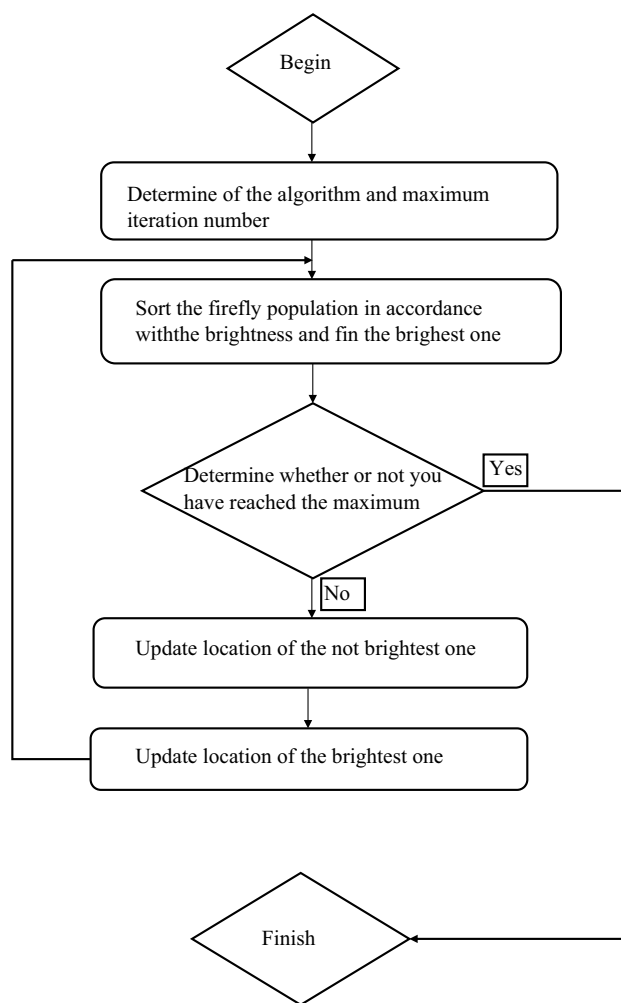 Begin
Determine of the algorithm and maximum
iteration number
Sort the firefly population in accordance
withthe brightness and fin the brighest one
Determine whether or not you
have reached the maximum
Yes
No
Update location of the not brightest one
Update location of the brightest one
Finish